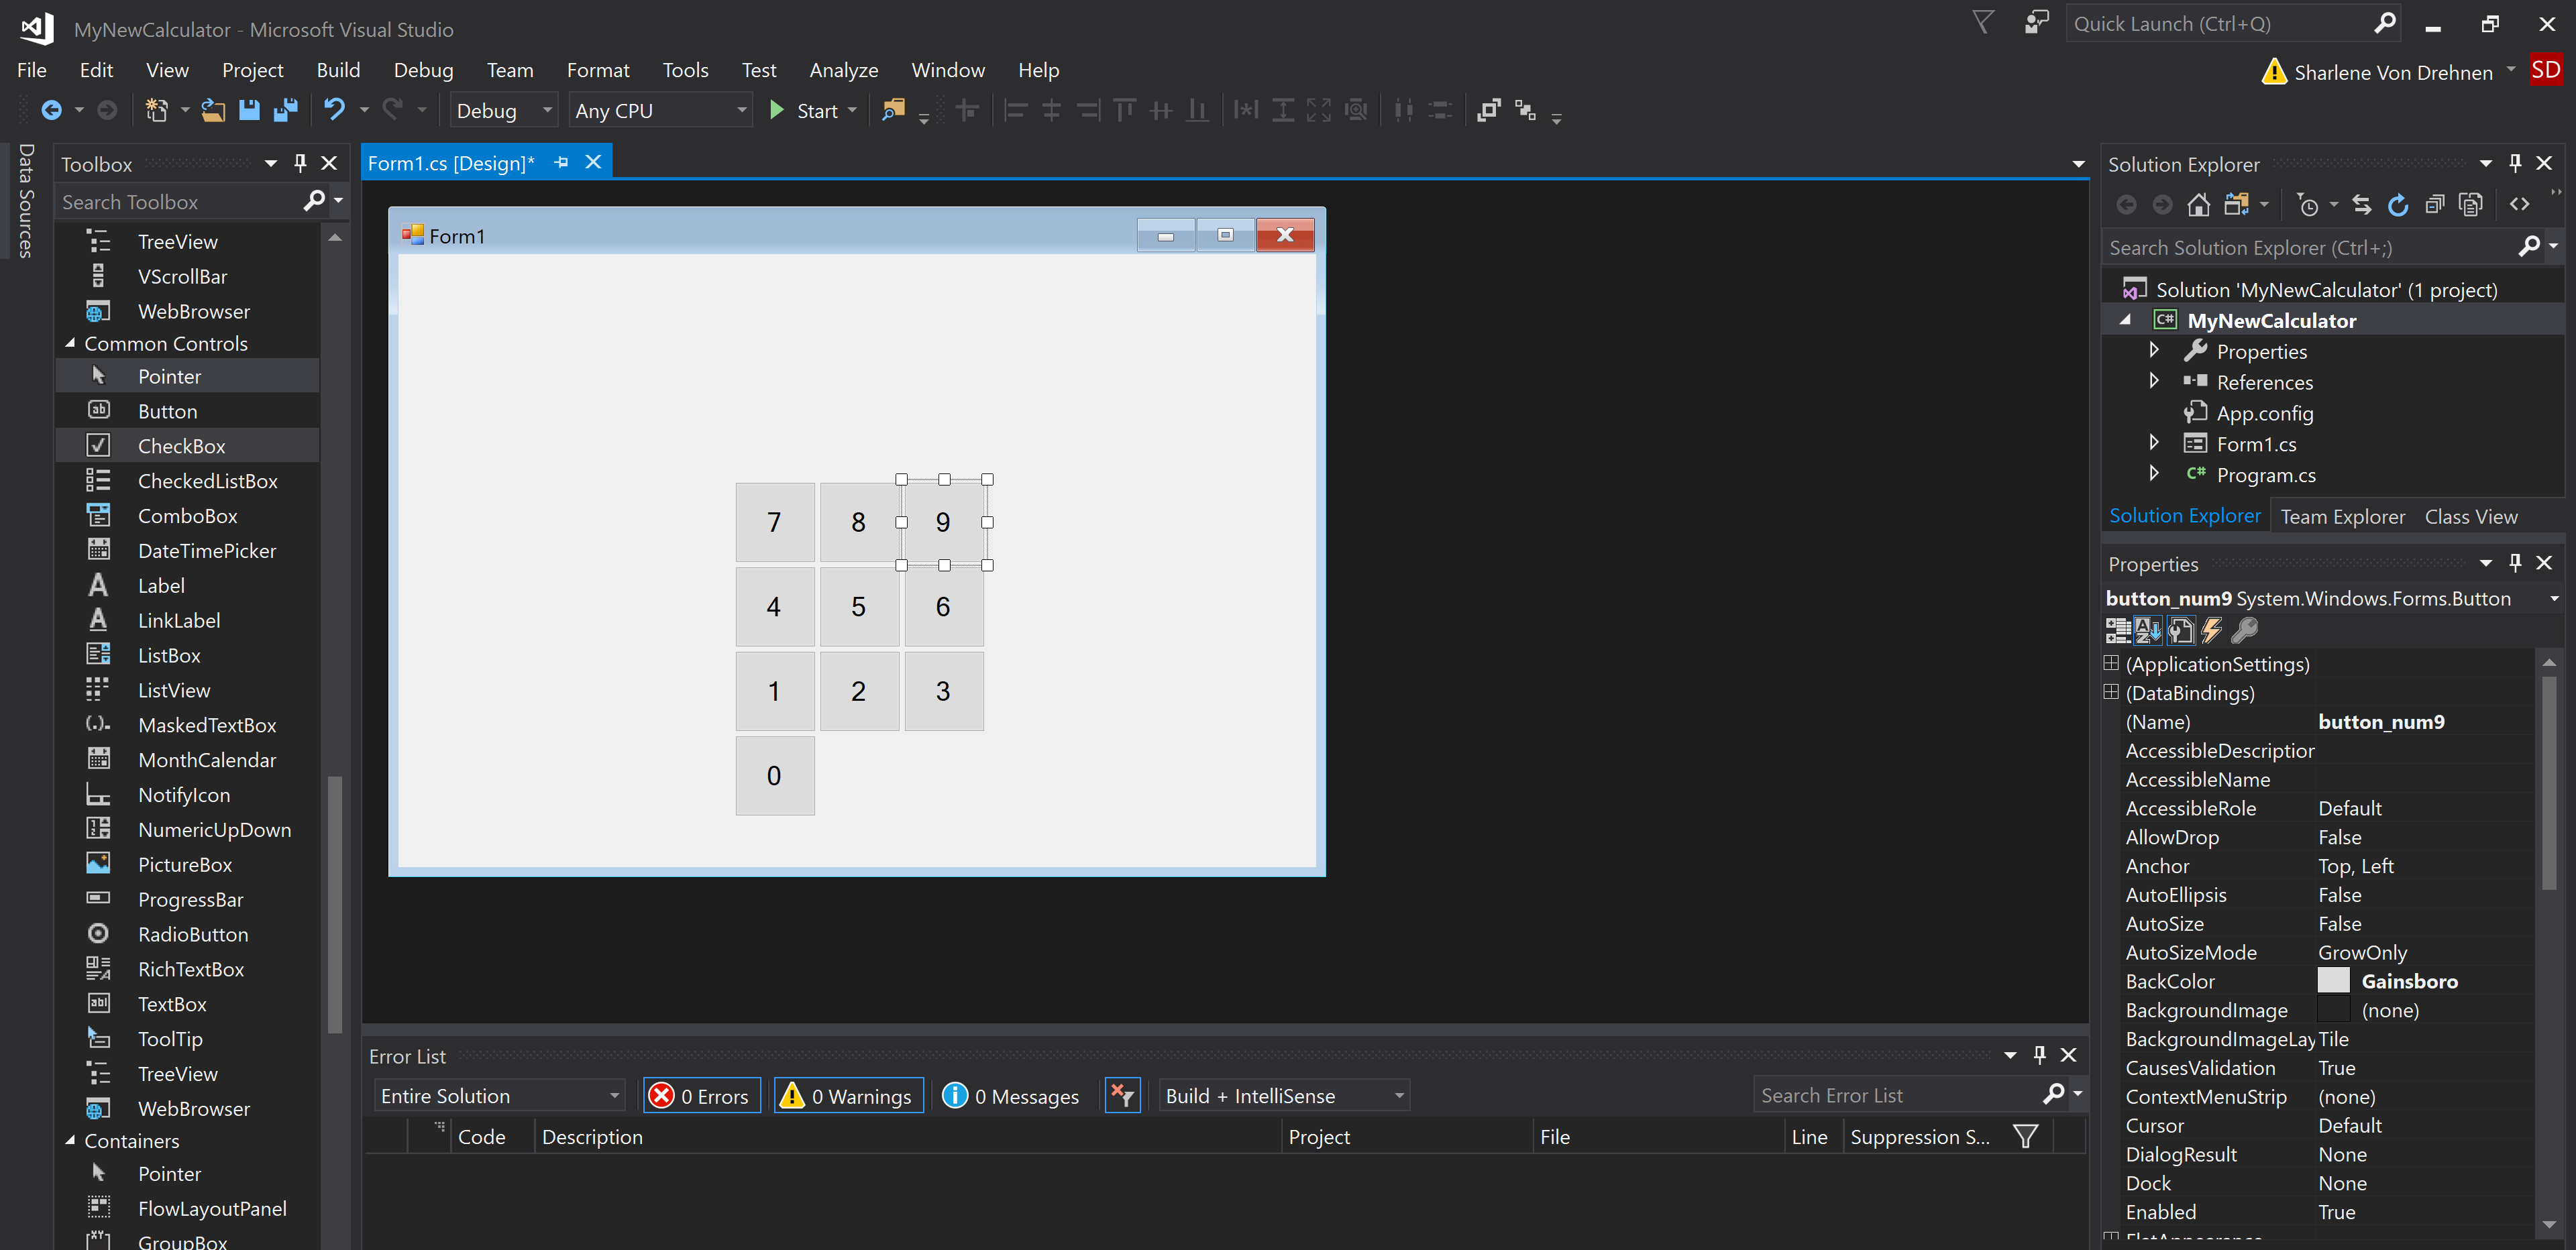 MyNewCalculator - Microsoft Visual Studio
Quick Launch (Ctrl+Q)
File Edit View Project Build Debug Team Format Tools Test Analyze Window Help
Sharlene Von Drehnen SD
Debug Any CPU Start
Data Sources
Toolbox
Search Toolbox
TreeView
VScrollBar
WebBrowser
Common Controls
Pointer
Button
CheckBox
CheckedListBox
ComboBox
DateTimePicker
Label
LinkLabel
ListBox
ListView
MaskedTextBox
MonthCalendar
NotifyIcon
NumericUpDown
PictureBox
ProgressBar
RadioButton
RichTextBox
TextBox
ToolTip
TreeView
WebBrowser
Containers
Pointer
FlowLayoutPanel
GroupBox
Form1.cs [Design]*
Form1
7 8 9
4 5 6
1 2 3
0
Error List
Entire Solution 0 Errors 0 Warnings 0 Messages Build + IntelliSense Search Error List
Code Description Project File Line Suppression S...
Solution Explorer
Search Solution Explorer (Ctrl+;)
Solution 'MyNewCalculator' (1 project)
MyNewCalculator
Properties
References
App.config
Form1.cs
Program.cs
Solution Explorer Team Explorer Class View
Properties
button_num9 System.Windows.Forms.Button
(ApplicationSettings)
(DataBindings)
(Name) button_num9
AccessibleDescription
AccessibleName
AccessibleRole Default
AllowDrop False
Anchor Top, Left
AutoEllipsis False
AutoSize False
AutoSizeMode GrowOnly
BackColor Gainsboro
BackgroundImage (none)
BackgroundImageLay Tile
CausesValidation True
ContextMenuStrip (none)
Cursor Default
DialogResult None
Dock None
Enabled True